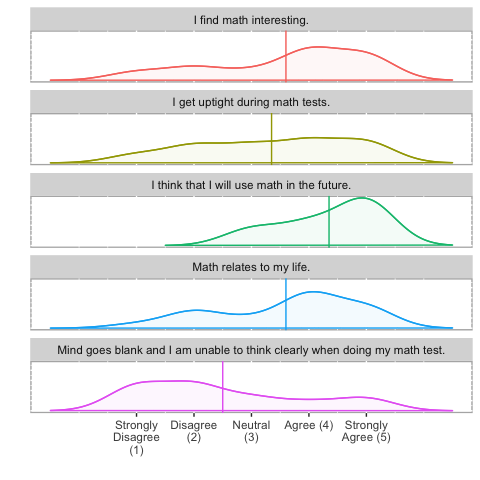 I find math interesting.
I get uptight during math tests.
I think that I will use math in the future.
Math relates to my life.
Mind goes blank and I am unable to think clearly when doing my math test.
Strongly
Disagree
(1)
Disagree
(2)
Neutral
(3)
Agree (4)
Strongly
Agree (5)